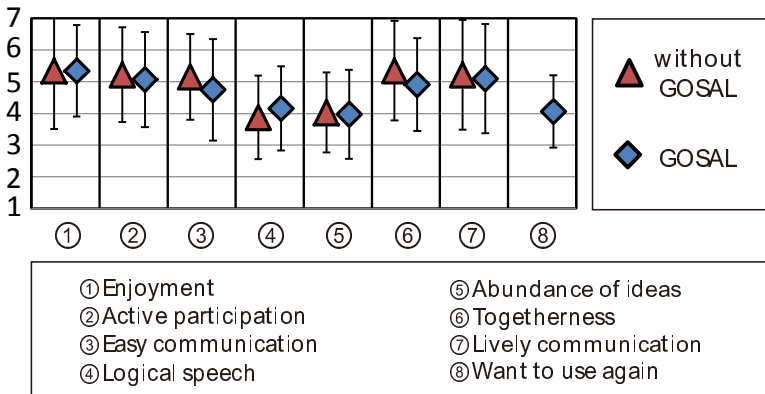 7
6
5
4
3
2
1
① ② ③ ④ ⑤ ⑥ ⑦ ⑧
without
GOSAL
GOSAL
①Enjoyment
②Active participation
③Easy communication
④Logical speech
⑤Abundance of ideas
⑥Togetherness
⑦Lively communication
⑧Want to use again